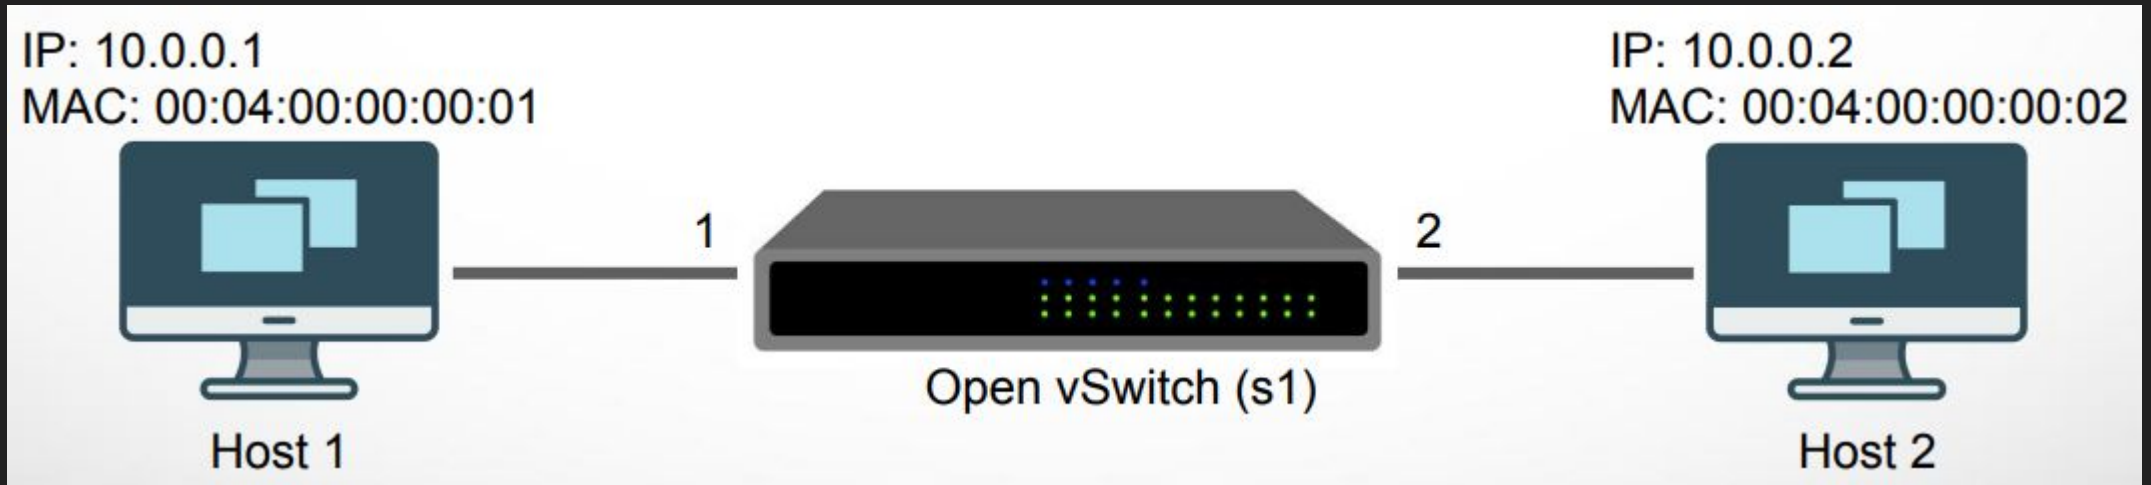 IP: 10.0.0.1
MAC: 00:04:00:00:00:01
IP: 10.0.0.2
MAC: 00:04:00:00:00:02
1
2
Open vSwitch (s1)
Host 1
Host 2